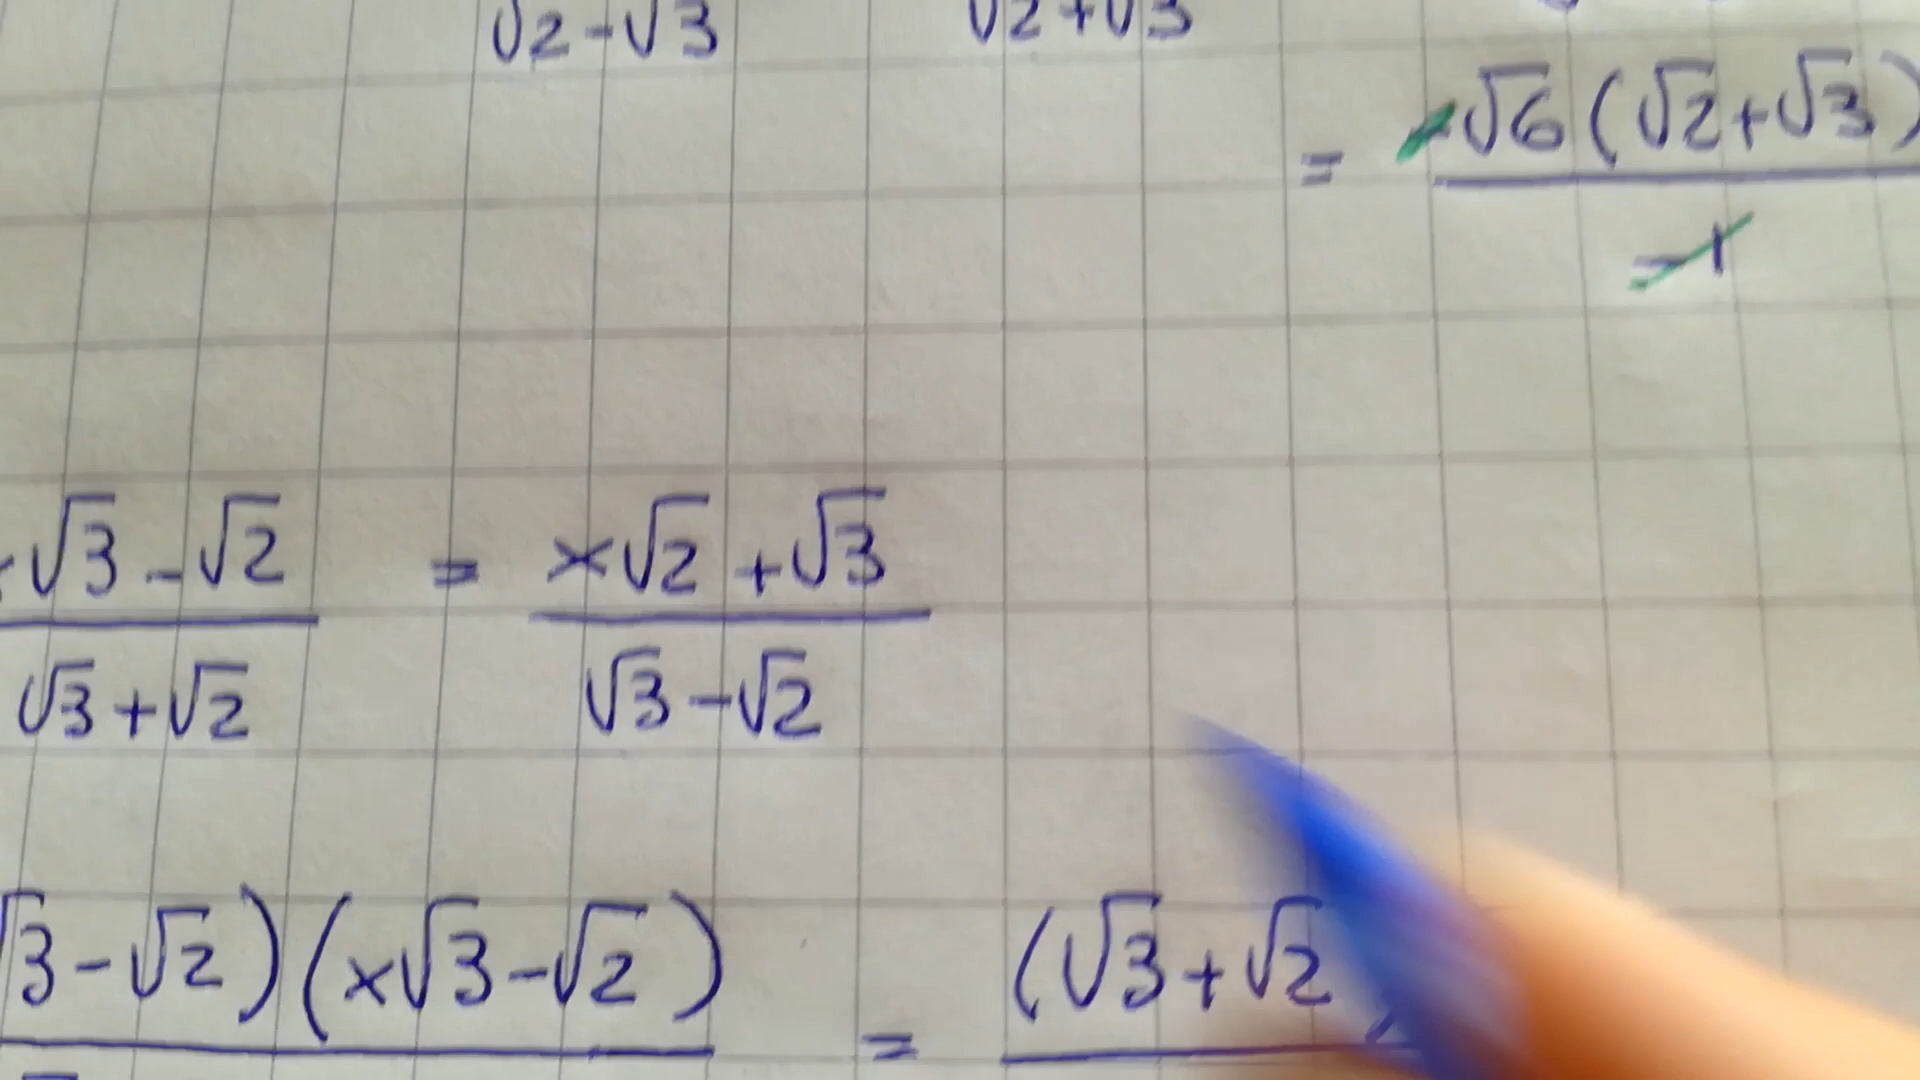 √2-√3 √2+√3
= -√6(√2+√3)
-1
x√3-√2 = x√2+√3
√3+√2 √3-√2
√3-√2)(x√3-√2) = (√3+√2)